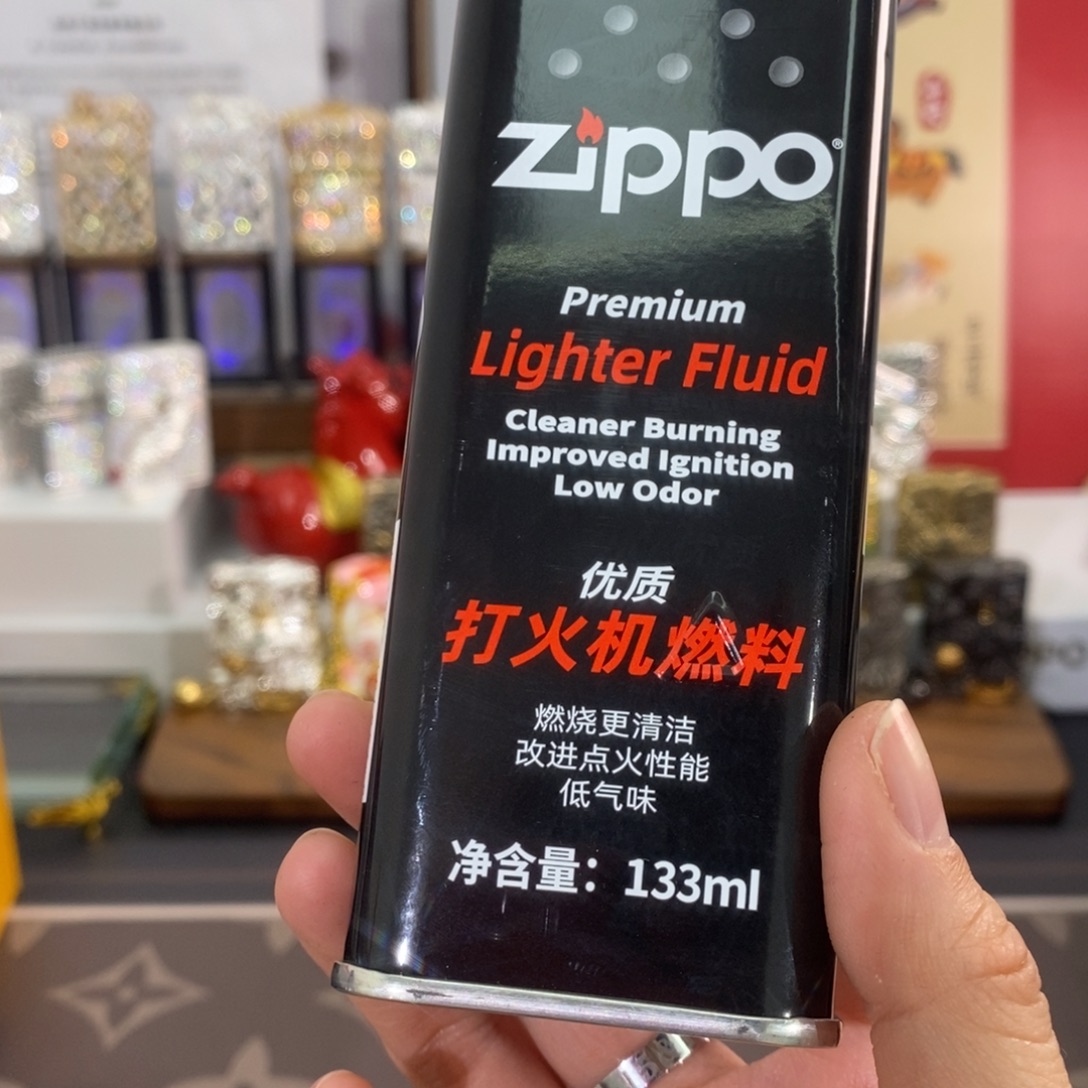 zippo®
Premium
Lighter Fluid
Cleaner Burning
Improved Ignition
Low Odor
优质
打火机燃料
燃烧更清洁
改进点火性能
低气味
净含量：133ml